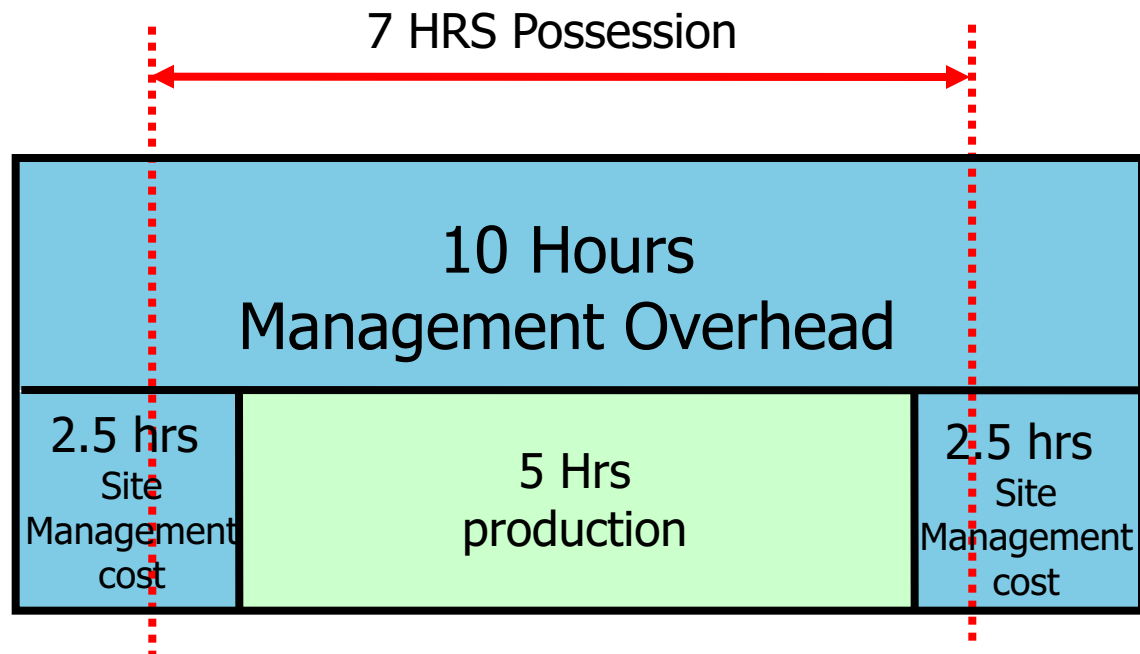 7 HRS Possession
10 Hours
Management Overhead
2.5 hrs
Site
Management
cost
5 Hrs
production
2.5 hrs
Site
Management
cost